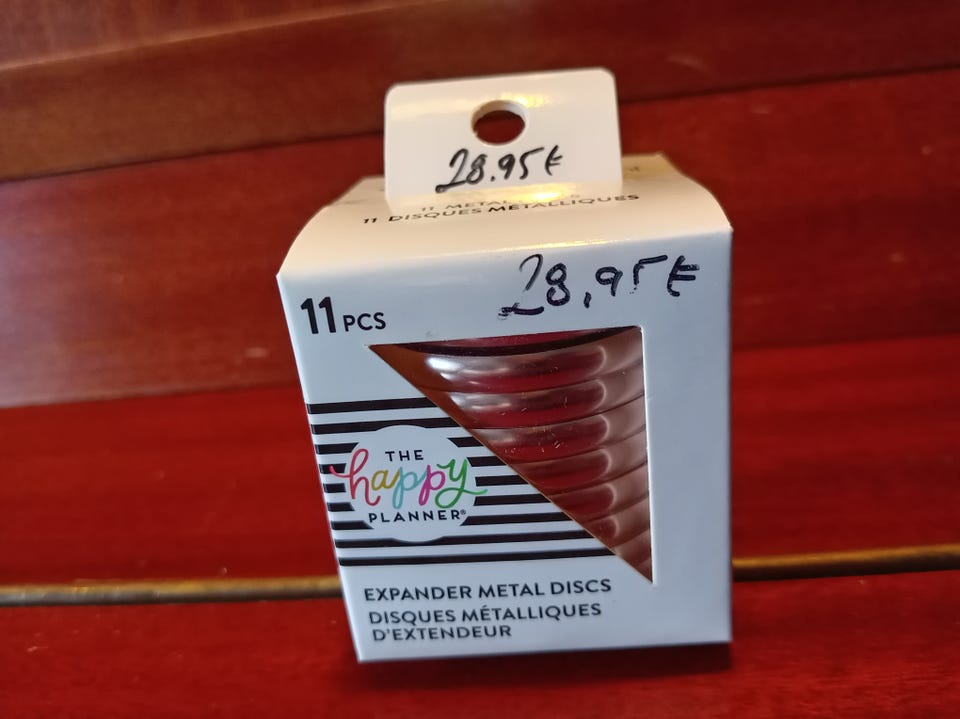 28.95€
11 METAL DISCS
11 DISQUES MÉTALLIQUES
28,95€
11 PCS
THE
happy
PLANNER®
EXPANDER METAL DISCS
DISQUES MÉTALLIQUES
D'EXTENDEUR